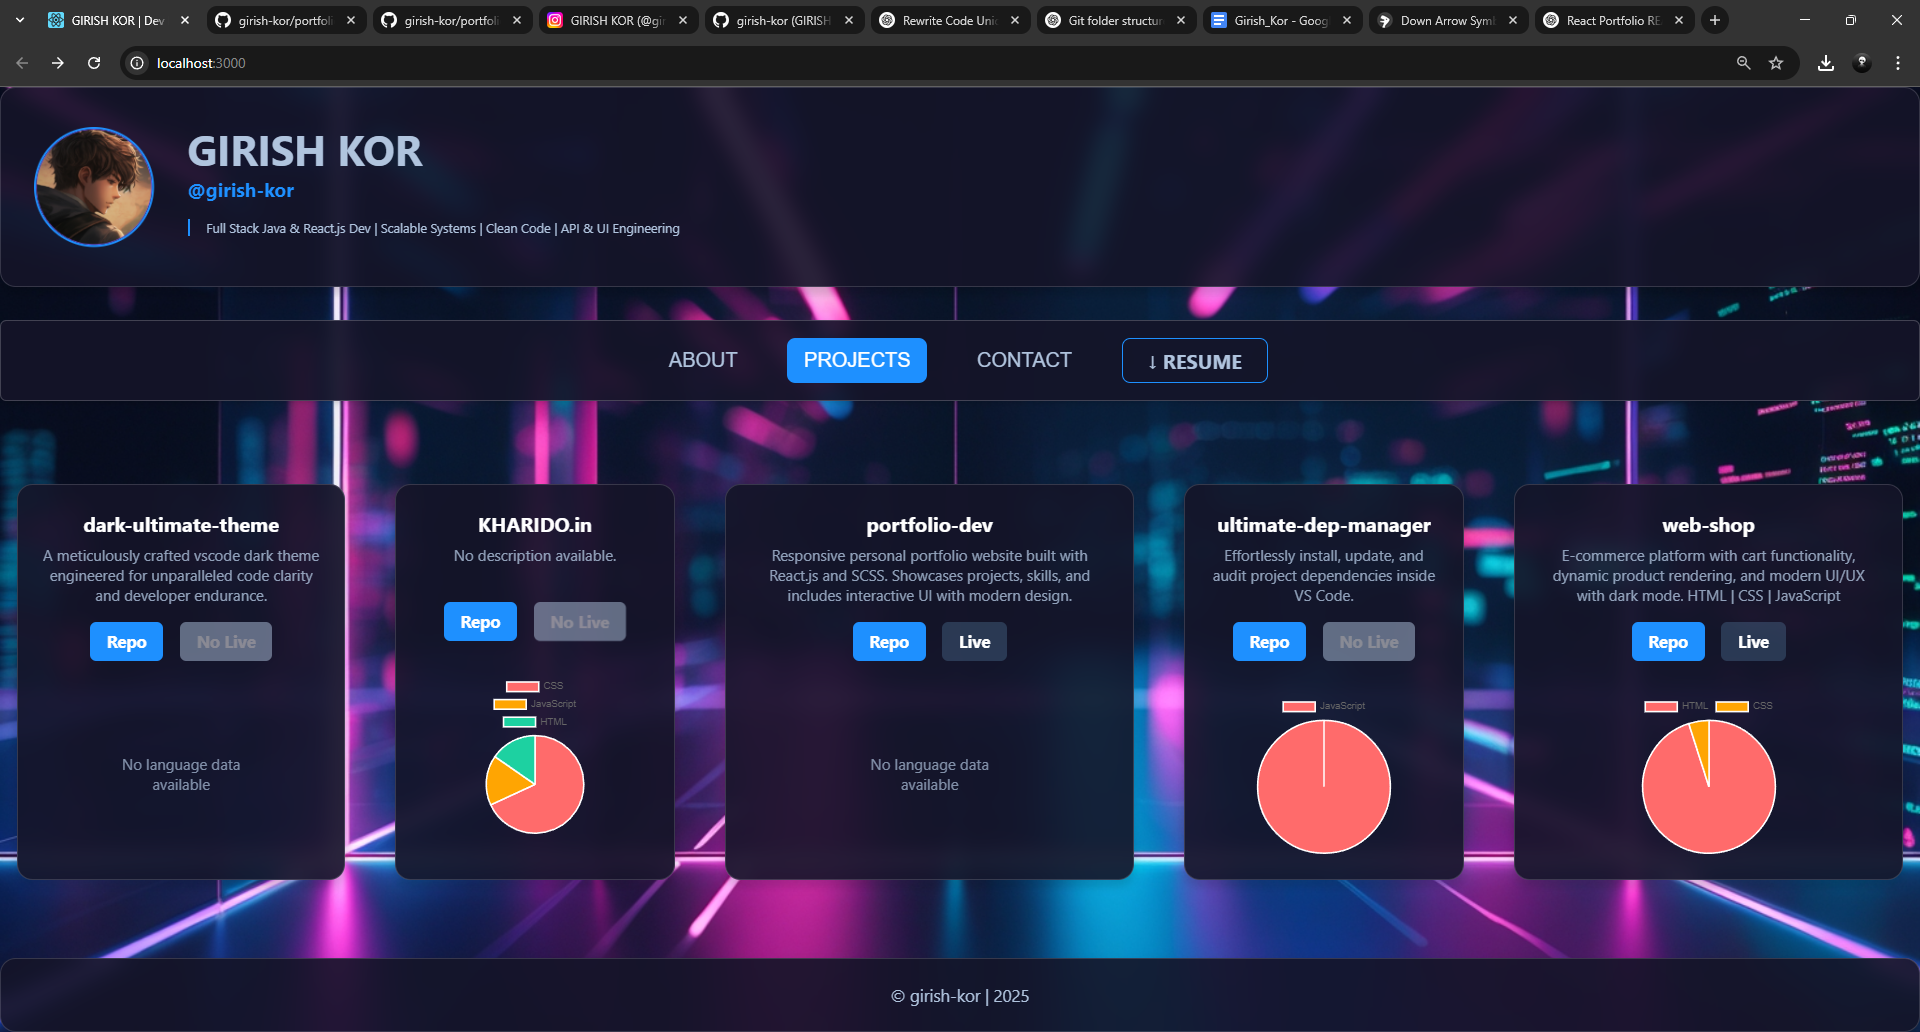 GIRISH KOR | Dev
girish-kor/portfoli
girish-kor/portfoli
GIRISH KOR (@gir
girish-kor (GIRISH
Rewrite Code Unic
Git folder structur
Girish_Kor - Goog
Down Arrow Sym
React Portfolio RE
localhost:3000
GIRISH KOR
@girish-kor
Full Stack Java & React.js Dev | Scalable Systems | Clean Code | API & UI Engineering
ABOUT
PROJECTS
CONTACT
↓ RESUME
dark-ultimate-theme
A meticulously crafted vscode dark theme
engineered for unparalleled code clarity
and developer endurance.
Repo
No Live
No language data
available
KHARIDO.in
No description available.
Repo
No Live
CSS
JavaScript
HTML
portfolio-dev
Responsive personal portfolio website built with
React.js and SCSS. Showcases projects, skills, and
includes interactive UI with modern design.
Repo
Live
No language data
available
ultimate-dep-manager
Effortlessly install, update, and
audit project dependencies inside
VS Code.
Repo
No Live
JavaScript
web-shop
E-commerce platform with cart functionality,
dynamic product rendering, and modern UI/UX
with dark mode. HTML | CSS | JavaScript
Repo
Live
HTML
CSS
© girish-kor | 2025